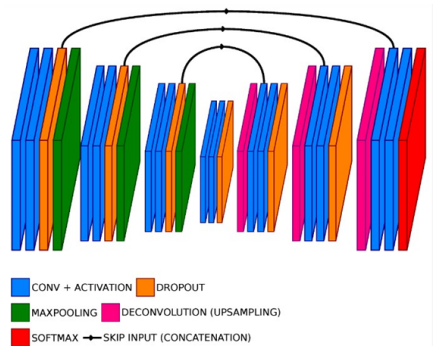 CONV + ACTIVATION DROPOUT
MAXPOOLING DECONVOLUTION (UPSAMPLING)
SOFTMAX SKIP INPUT (CONCATENATION)